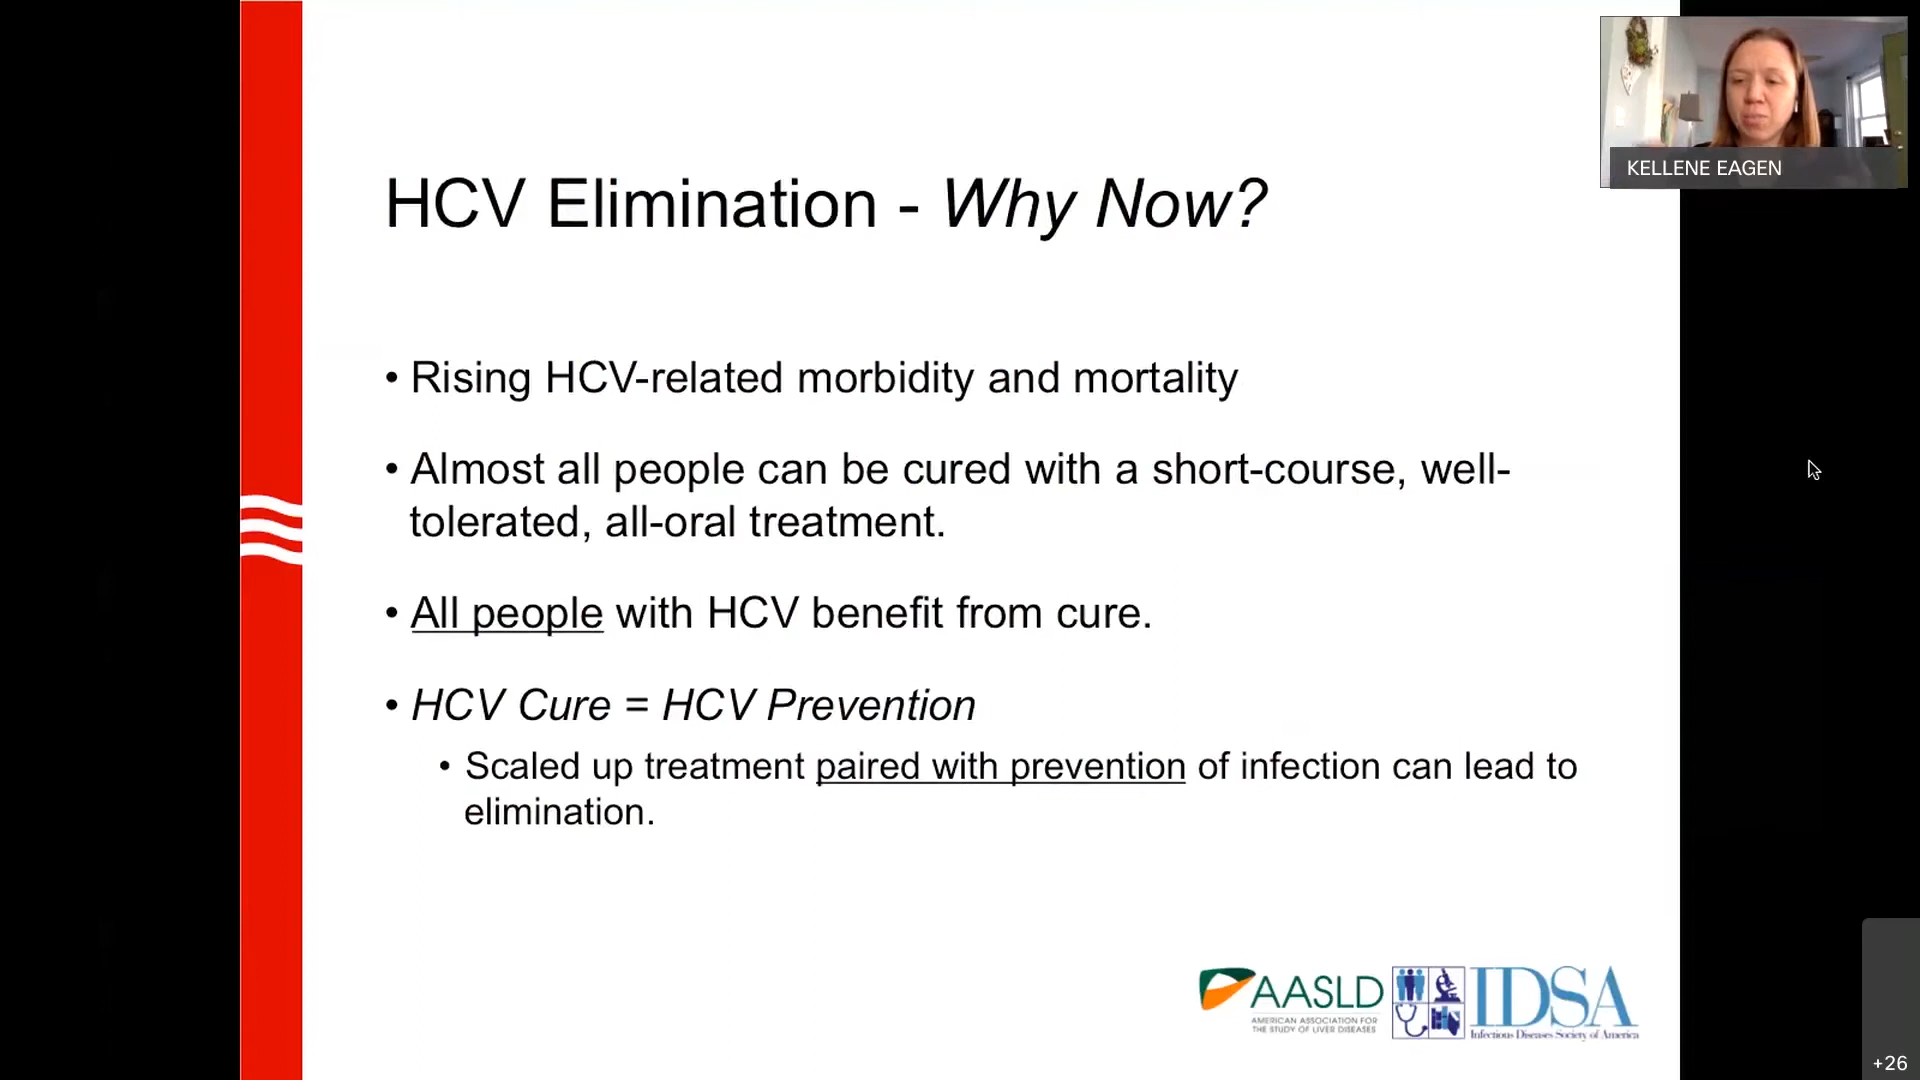 KELLENE EAGEN
HCV Elimination - Why Now?
• Rising HCV-related morbidity and mortality
• Almost all people can be cured with a short-course, well-
tolerated, all-oral treatment.
• All people with HCV benefit from cure.
• HCV Cure = HCV Prevention
• Scaled up treatment paired with prevention of infection can lead to
elimination.
AASLD
AMERICAN ASSOCIATION FOR
THE STUDY OF LIVER DISEASES
IDSA
Infectious Diseases Society of America
+26